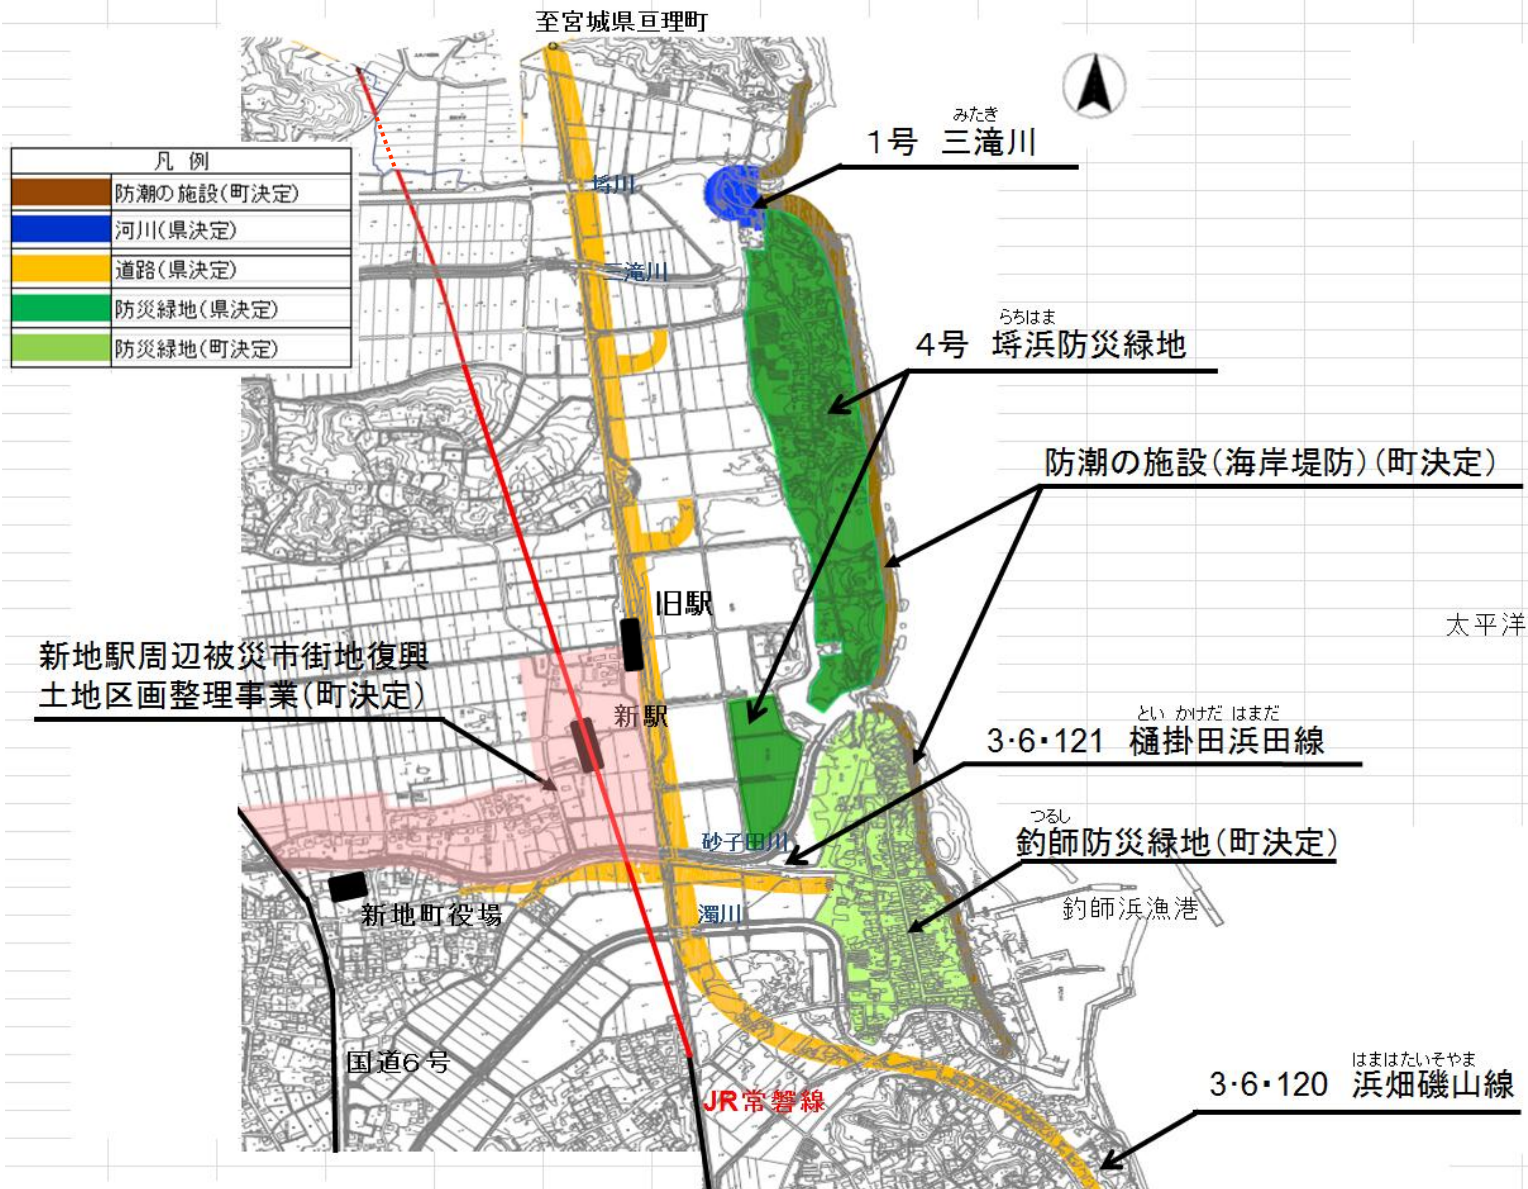 至宮城県亘理町
みたき
1号 三滝川
凡 例
防潮の施設(町決定)
河川(県決定)
道路(県決定)
防災緑地(県決定)
防災緑地(町決定)
埓川
三滝川
らちはま
4号 埓浜防災緑地
防潮の施設(海岸堤防)(町決定)
旧駅
太平洋
新地駅周辺被災市街地復興
土地区画整理事業(町決定)
新駅
とい かけだ はまだ
3・6・121 樋掛田浜田線
つるし
釣師防災緑地(町決定)
砂子田川
新地町役場
濁川
釣師浜漁港
国道6号
JR常磐線
はまはたいそやま
3・6・120 浜畑磯山線